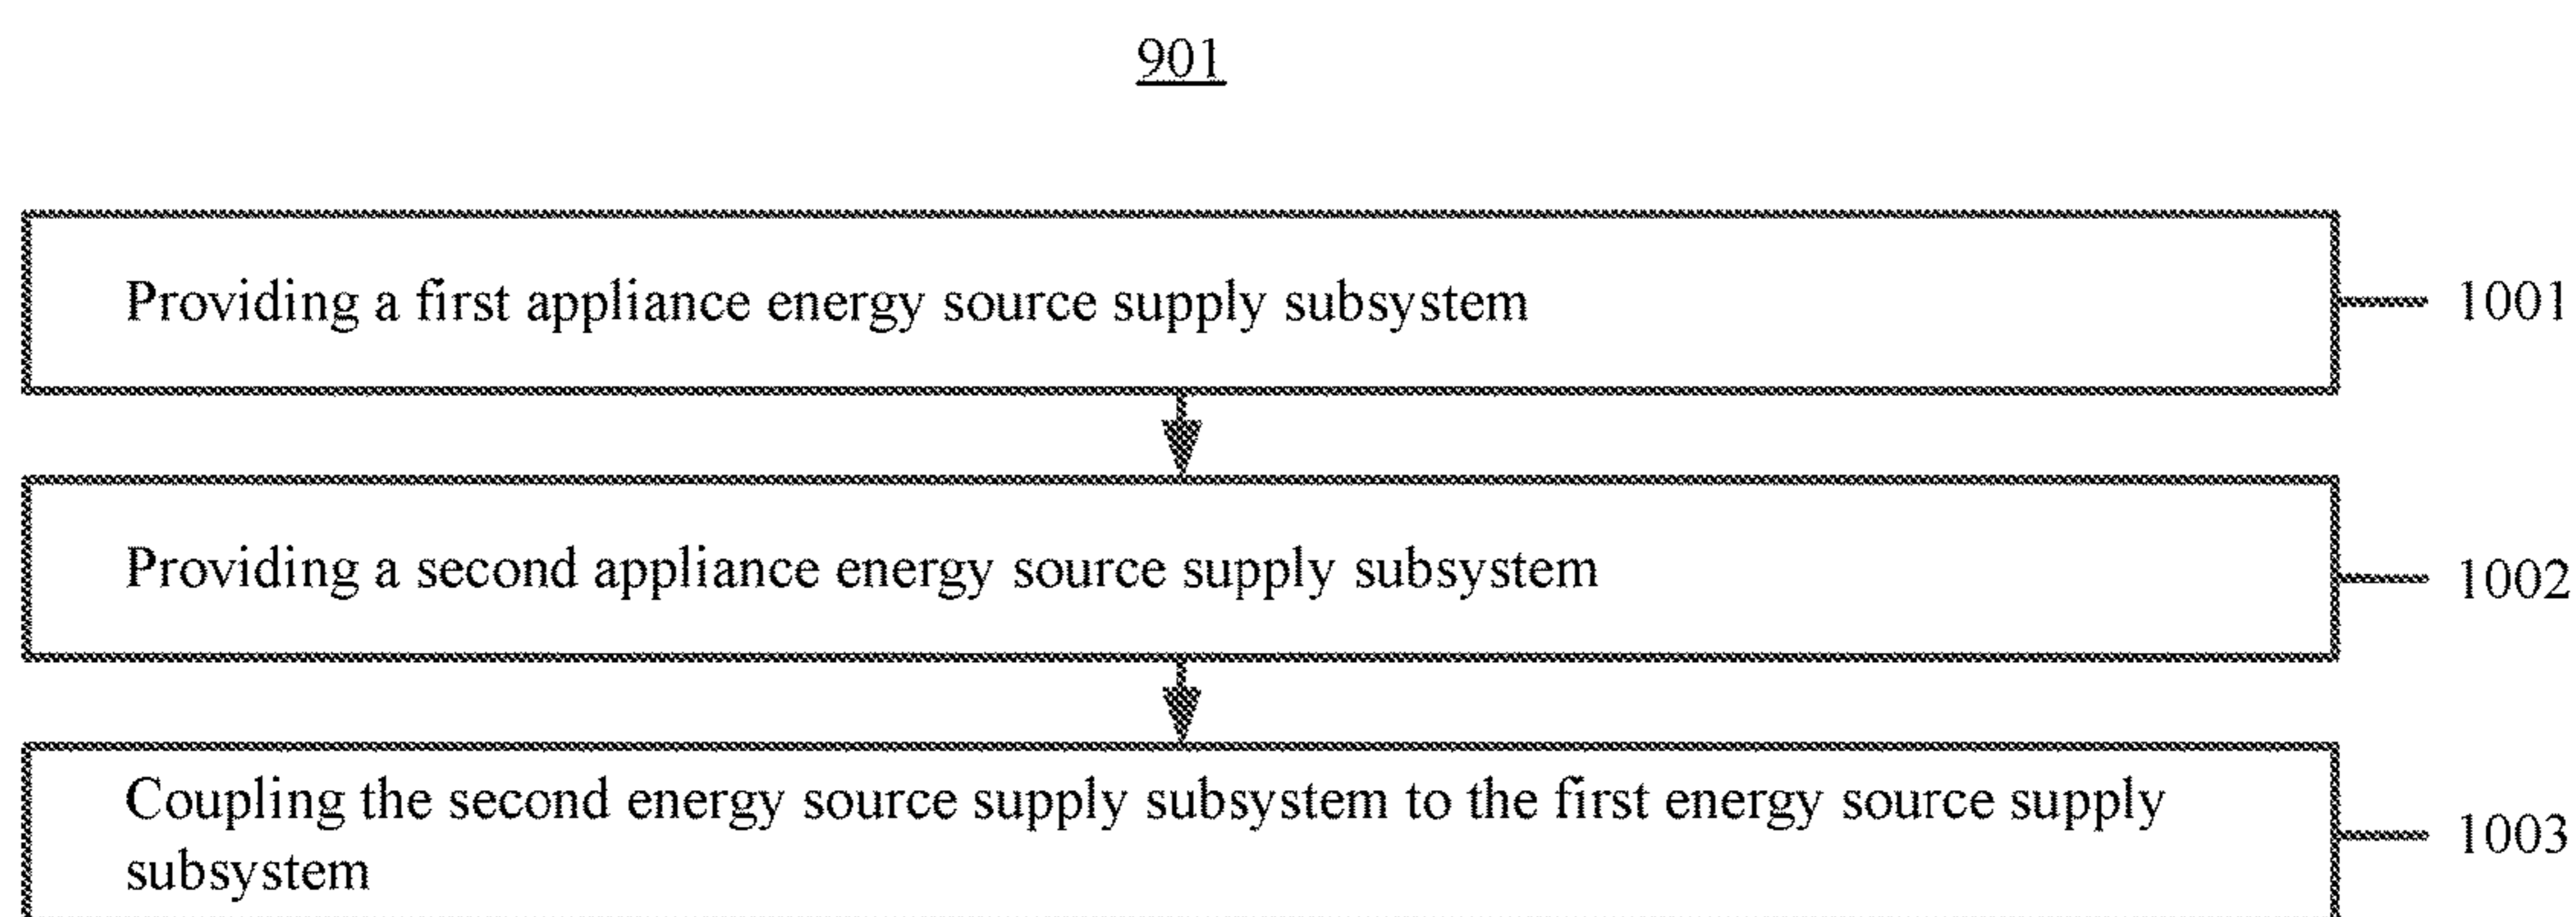 901
Providing a first appliance energy source supply subsystem
1001
Providing a second appliance energy source supply subsystem
1002
Coupling the second energy source supply subsystem to the first energy source supply
subsystem
1003